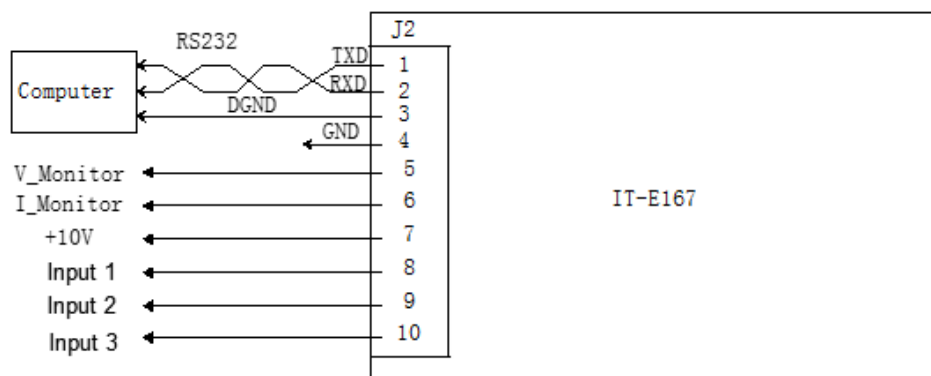 J2
RS232
TXD
1
Computer
RXD
2
DGND
3
GND
4
V_Monitor
5
I_Monitor
6
IT-E167
+10V
7
Input 1
8
Input 2
9
Input 3
10